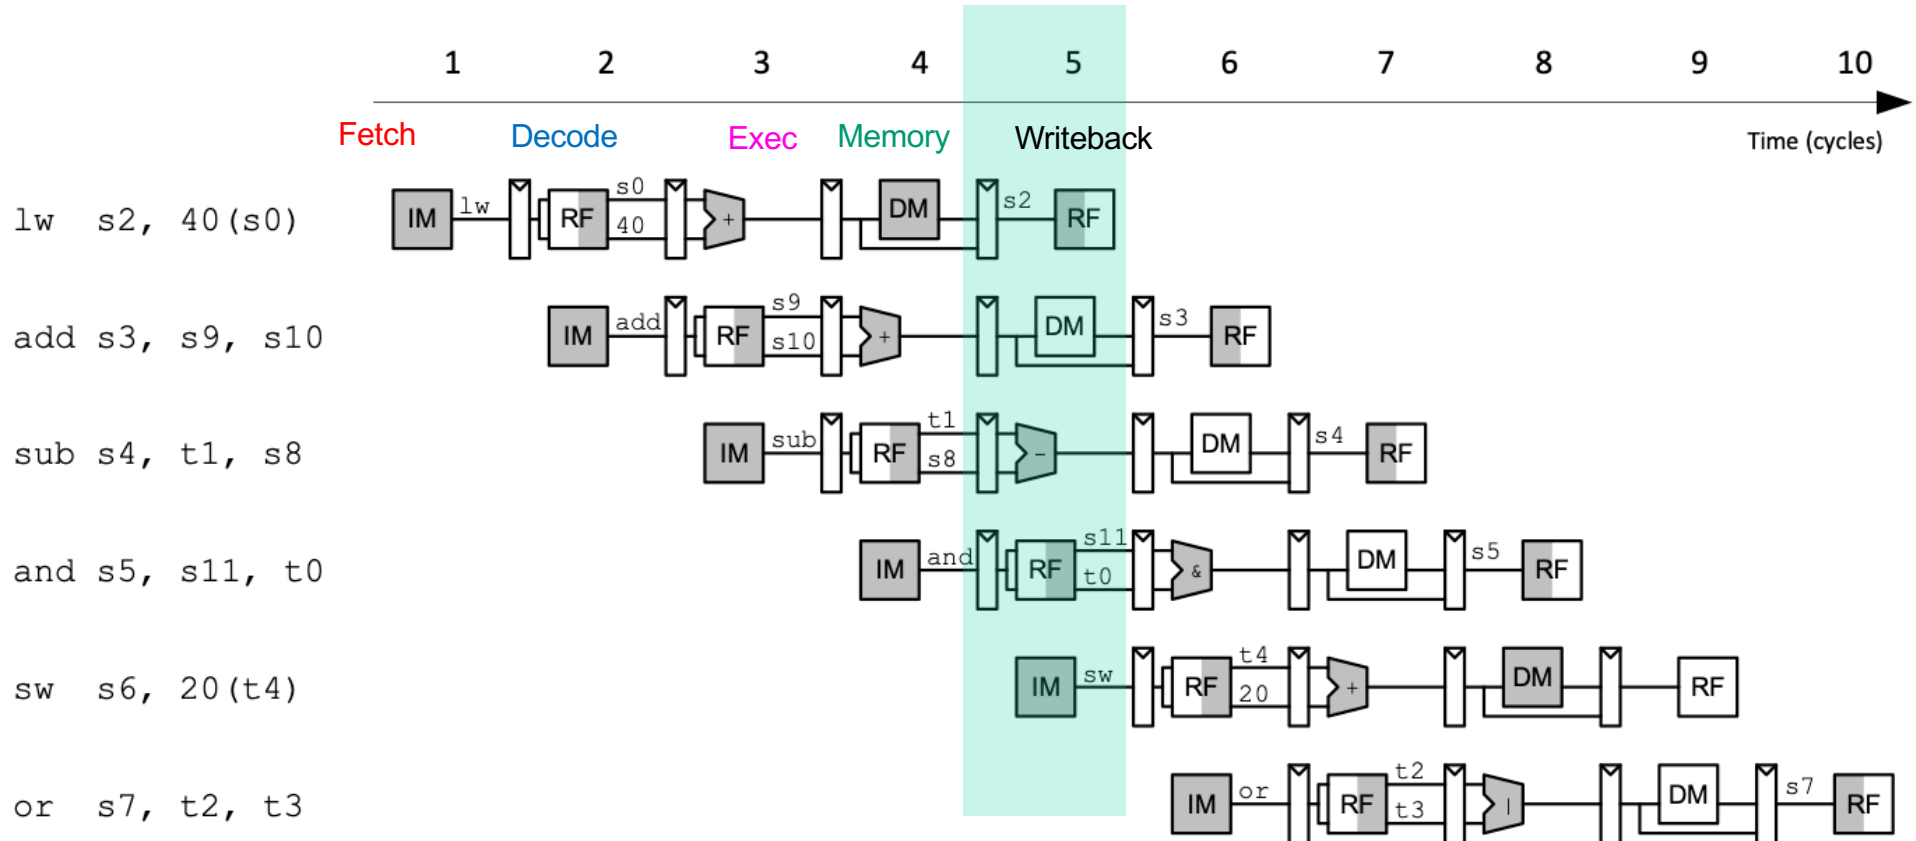 1 2 3 4 5 6 7 8 9 10
Fetch Decode Exec Memory Writeback Time (cycles)
lw s2, 40(s0) IM lw RF s0 40 + DM s2 RF
add s3, s9, s10 IM add RF s9 s10 + DM s3 RF
sub s4, t1, s8 IM sub RF t1 s8 - DM s4 RF
and s5, s11, t0 IM and RF s11 t0 & DM s5 RF
sw s6, 20(t4) IM sw RF t4 20 + DM RF
or s7, t2, t3 IM or RF t2 t3 | DM s7 RF